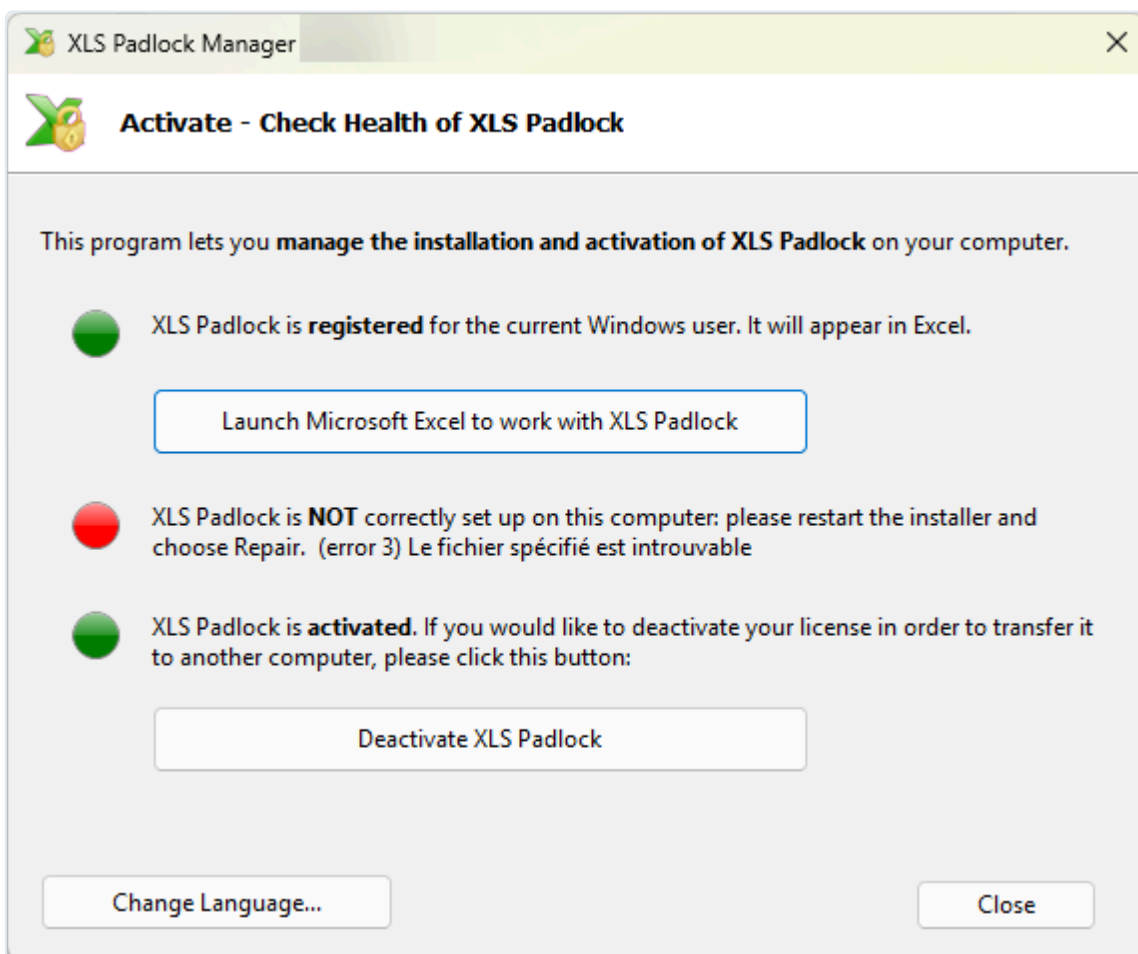 XLS Padlock Manager
Activate - Check Health of XLS Padlock
This program lets you manage the installation and activation of XLS Padlock on your computer.
XLS Padlock is registered for the current Windows user. It will appear in Excel.
Launch Microsoft Excel to work with XLS Padlock
XLS Padlock is NOT correctly set up on this computer: please restart the installer and
choose Repair.  (error 3) Le fichier spécifié est introuvable
XLS Padlock is activated. If you would like to deactivate your license in order to transfer it
to another computer, please click this button:
Deactivate XLS Padlock
Change Language...
Close